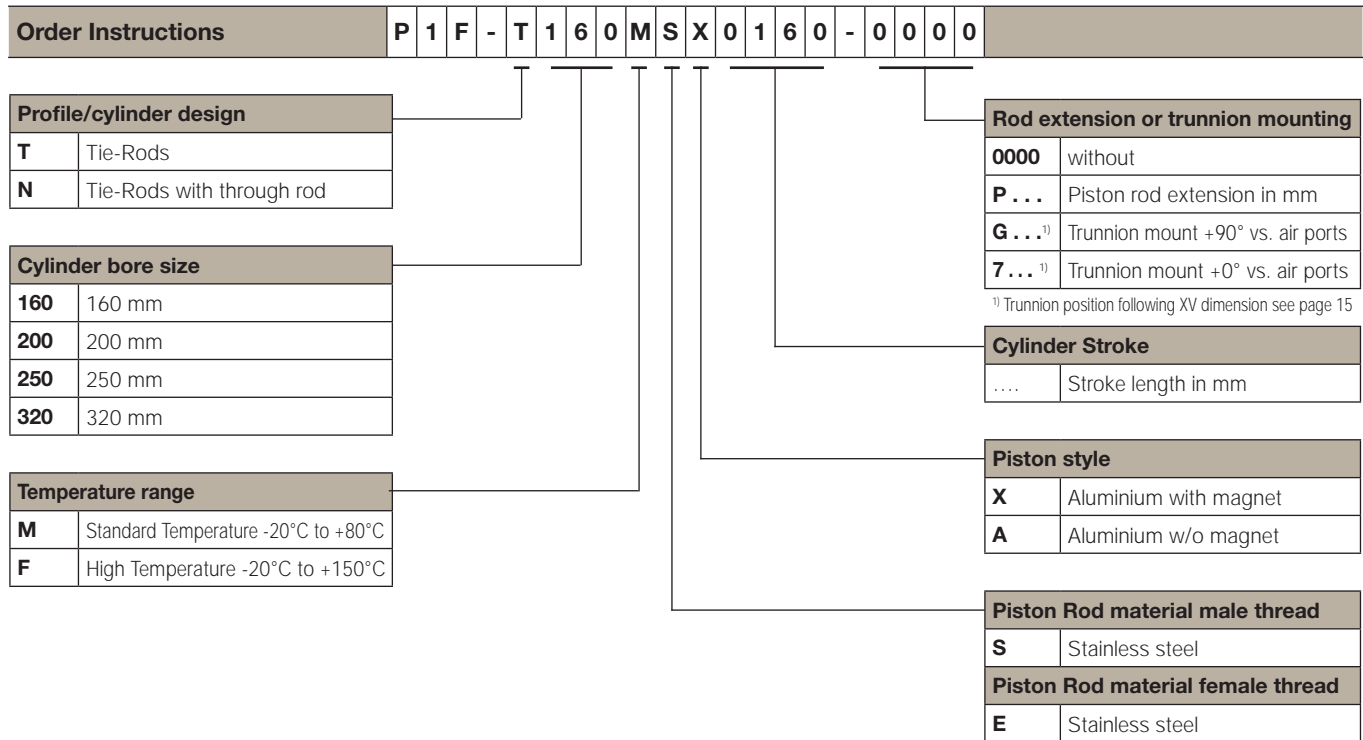 Order Instructions P 1 F - T 1 6 0 M S X 0 1 6 0 - 0 0 0 0
Profile/cylinder design
T Tie-Rods
N Tie-Rods with through rod
Cylinder bore size
160 160 mm
200 200 mm
250 250 mm
320 320 mm
Temperature range
M Standard Temperature -20°C to +80°C
F High Temperature -20°C to +150°C
Rod extension or trunnion mounting
0000 without
P . . . Piston rod extension in mm
G . . .¹⁾ Trunnion mount +90° vs. air ports
7 . . . ¹⁾ Trunnion mount +0° vs. air ports
¹⁾ Trunnion position following XV dimension see page 15
Cylinder Stroke
.... Stroke length in mm
Piston style
X Aluminium with magnet
A Aluminium w/o magnet
Piston Rod material male thread
S Stainless steel
Piston Rod material female thread
E Stainless steel